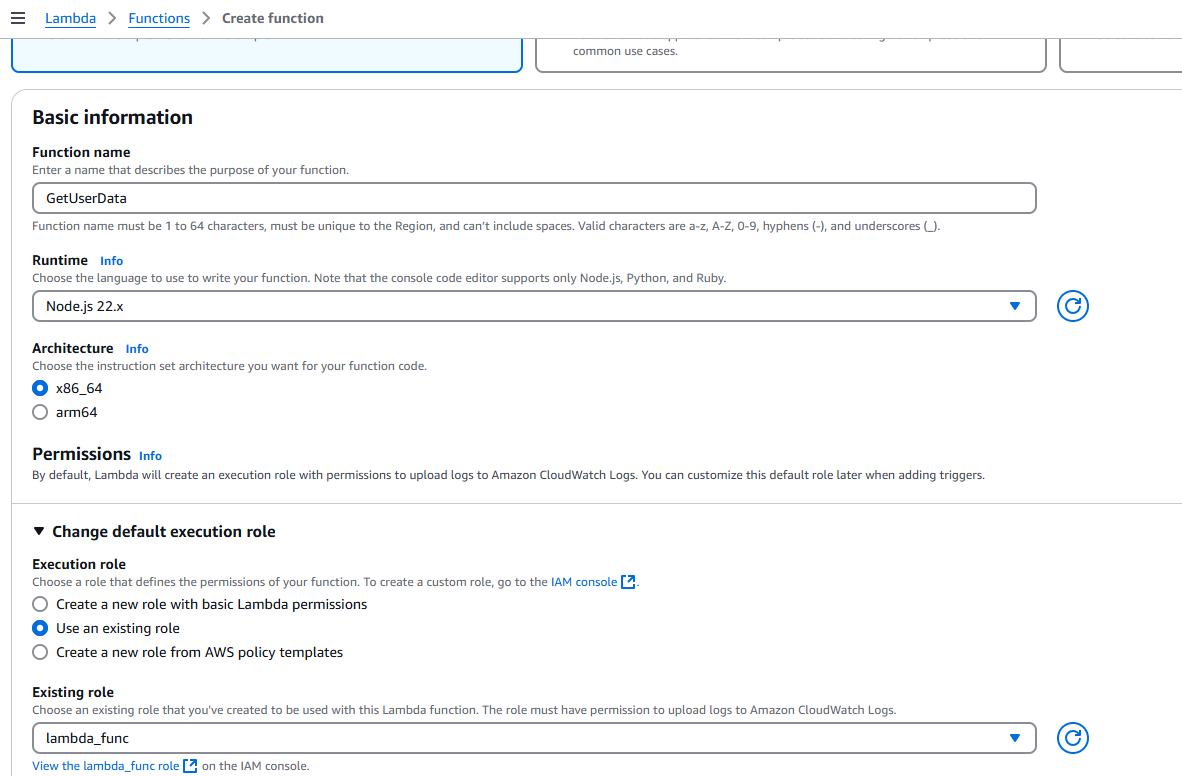 Lambda > Functions > Create function
common use cases.
Basic information
Function name
Enter a name that describes the purpose of your function.
GetUserData
Function name must be 1 to 64 characters, must be unique to the Region, and can't include spaces. Valid characters are a-z, A-Z, 0-9, hyphens (-), and underscores (_).
Runtime Info
Choose the language to use to write your function. Note that the console code editor supports only Node.js, Python, and Ruby.
Node.js 22.x
Architecture Info
Choose the instruction set architecture you want for your function code.
x86_64
arm64
Permissions Info
By default, Lambda will create an execution role with permissions to upload logs to Amazon CloudWatch Logs. You can customize this default role later when adding triggers.
Change default execution role
Execution role
Choose a role that defines the permissions of your function. To create a custom role, go to the IAM console.
Create a new role with basic Lambda permissions
Use an existing role
Create a new role from AWS policy templates
Existing role
Choose an existing role that you've created to be used with this Lambda function. The role must have permission to upload logs to Amazon CloudWatch Logs.
lambda_func
View the lambda_func role on the IAM console.